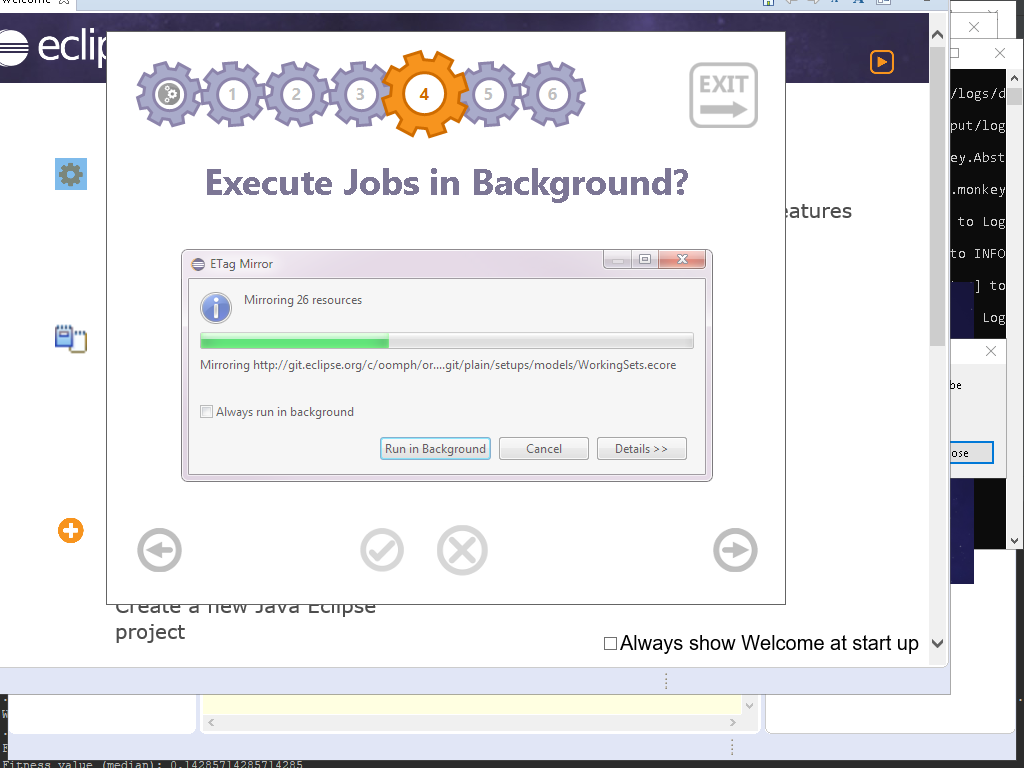 Welcome
eclip
/logs/d
put/log
ey.Abst
.monkey
to Log
to INFO
] to
Log
1
2
3
4
5
6
EXIT
Execute Jobs in Background?
eatures
ETag Mirror
Mirroring 26 resources
Mirroring http://git.eclipse.org/c/oomph/or....git/plain/setups/models/WorkingSets.ecore
Always run in background
Run in Background
Cancel
Details >>
be
ose
Create a new Java Eclipse
project
Always show Welcome at start up
Fitness value (median): 0.14285714285714285